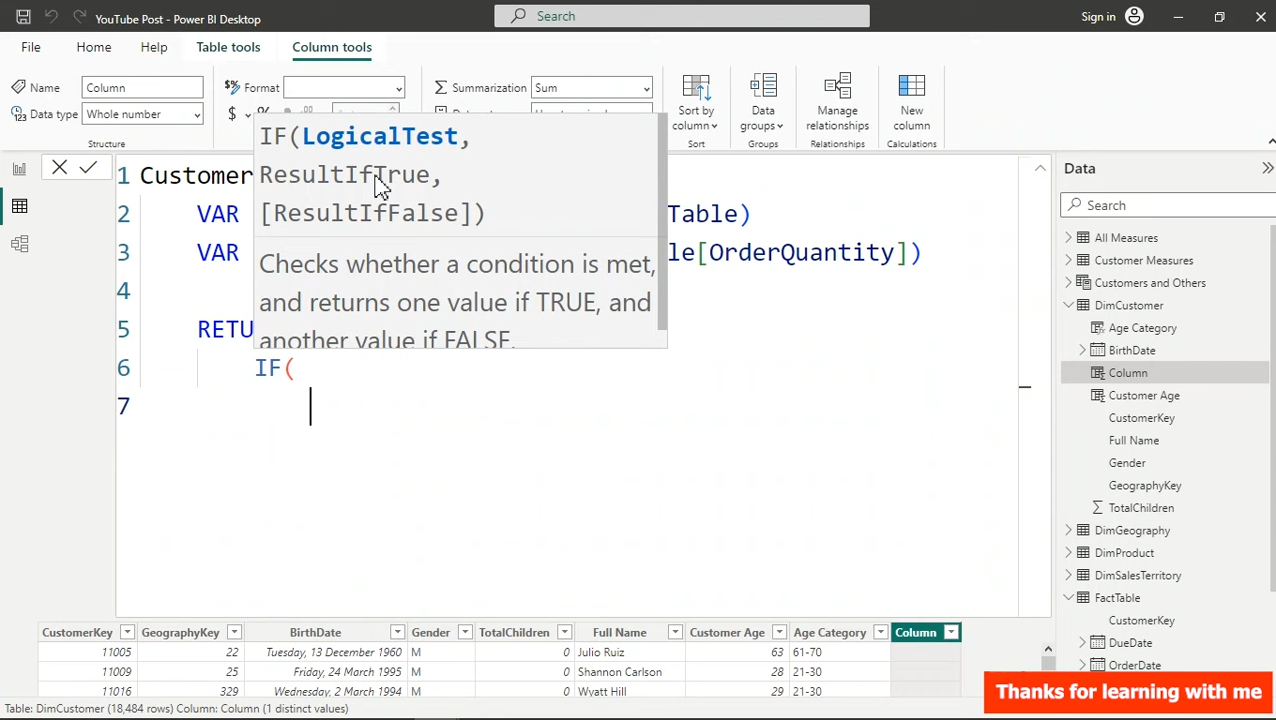 YouTube Post - Power BI Desktop
Search
Sign in
File
Home
Help
Table tools
Column tools
Name
Column
Data type
Whole number
Structure
Format
$
%
Summarization
Sum
Sort by
column
Sort
Data
groups
Groups
Manage
relationships
Relationships
New
column
Calculations
IF(LogicalTest,
ResultIfTrue,
[ResultIfFalse])
Checks whether a condition is met,
and returns one value if TRUE, and
another value if FALSE.
1 Customer
2 VAR Table)
3 VAR le[OrderQuantity])
4
5 RETU
6 IF(
7
Data
Search
All Measures
Customer Measures
Customers and Others
DimCustomer
Age Category
BirthDate
Column
Customer Age
CustomerKey
Full Name
Gender
GeographyKey
TotalChildren
DimGeography
DimProduct
DimSalesTerritory
FactTable
CustomerKey
DueDate
OrderDate
CustomerKey GeographyKey BirthDate Gender TotalChildren Full Name Customer Age Age Category Column
11005 22 Tuesday, 13 December 1960 M 0 Julio Ruiz 63 61-70
11009 25 Friday, 24 March 1995 M 0 Shannon Carlson 28 21-30
11016 329 Wednesday, 2 March 1994 M 0 Wyatt Hill 29 21-30
Thanks for learning with me
Table: DimCustomer (18,484 rows) Column: Column (1 distinct values)